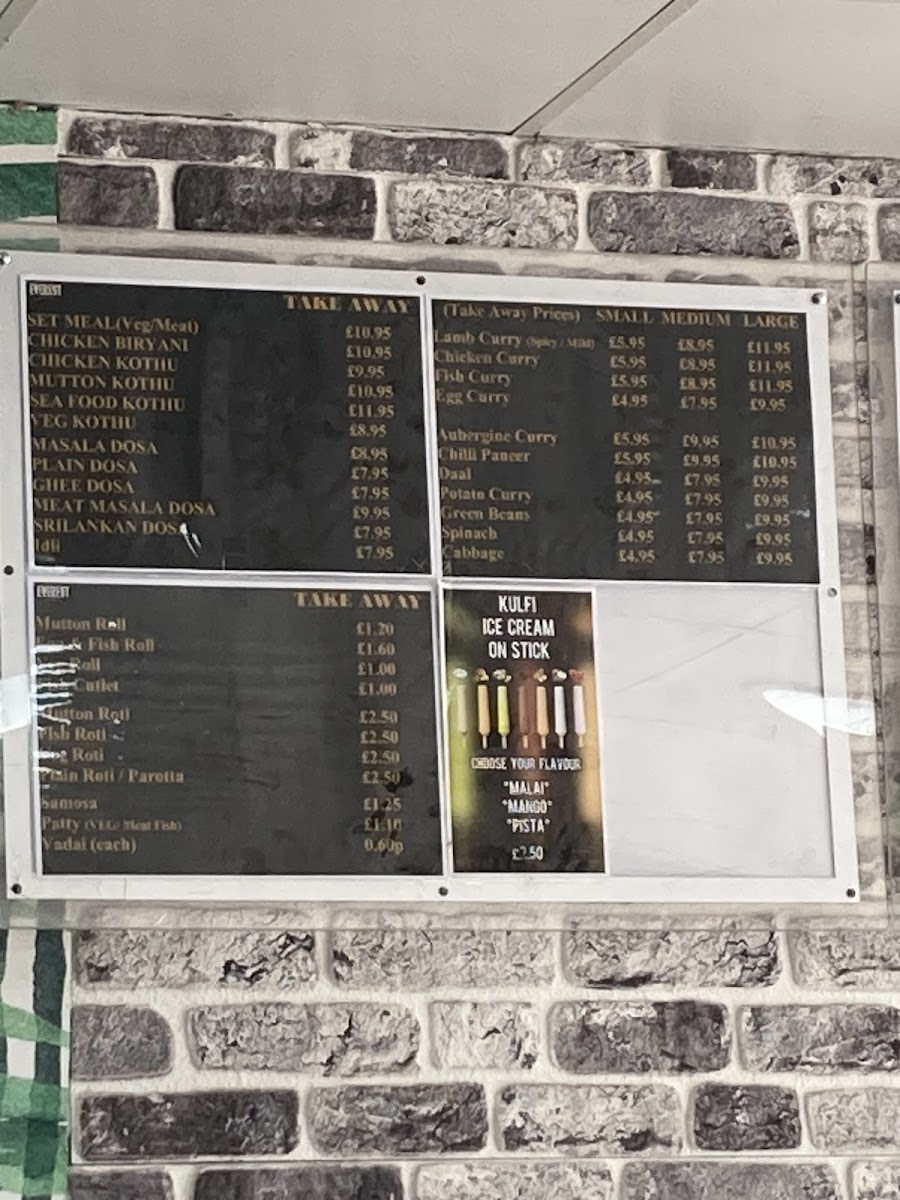 EVEREST TAKE AWAY
SET MEAL(Veg/Meat) £10.95
CHICKEN BIRYANI £10.95
CHICKEN KOTHU £9.95
MUTTON KOTHU £10.95
SEA FOOD KOTHU £11.95
VEG KOTHU £8.95
MASALA DOSA £8.95
PLAIN DOSA £7.95
GHEE DOSA £7.95
MEAT MASALA DOSA £9.95
SRILANKAN DOSA £7.95
Idli £7.95
(Take Away Prices) SMALL MEDIUM LARGE
Lamb Curry (Spicy / Mild) £5.95 £8.95 £11.95
Chicken Curry £5.95 £8.95 £11.95
Fish Curry £5.95 £8.95 £11.95
Egg Curry £4.95 £7.95 £9.95
Aubergine Curry £5.95 £9.95 £10.95
Chilli Paneer £5.95 £9.95 £10.95
Daal £4.95 £7.95 £9.95
Potato Curry £4.95 £7.95 £9.95
Green Beans £4.95 £7.95 £9.95
Spinach £4.95 £7.95 £9.95
Cabbage £4.95 £7.95 £9.95
EVEREST TAKE AWAY
Mutton Roll £1.20
& Fish Roll £1.60
Roll £1.00
Cutlet £1.00
Mutton Roti £2.50
Fish Roti £2.50
Roti £2.50
Plain Roti / Parotta £2.50
Samosa £1.25
Patty (VEG/ Meat Fish) £1.10
Vadai (each) 0.60p
KULFI
ICE CREAM
ON STICK
CHOOSE YOUR FLAVOUR
"MALAI"
"MANGO"
"PISTA"
£2.50